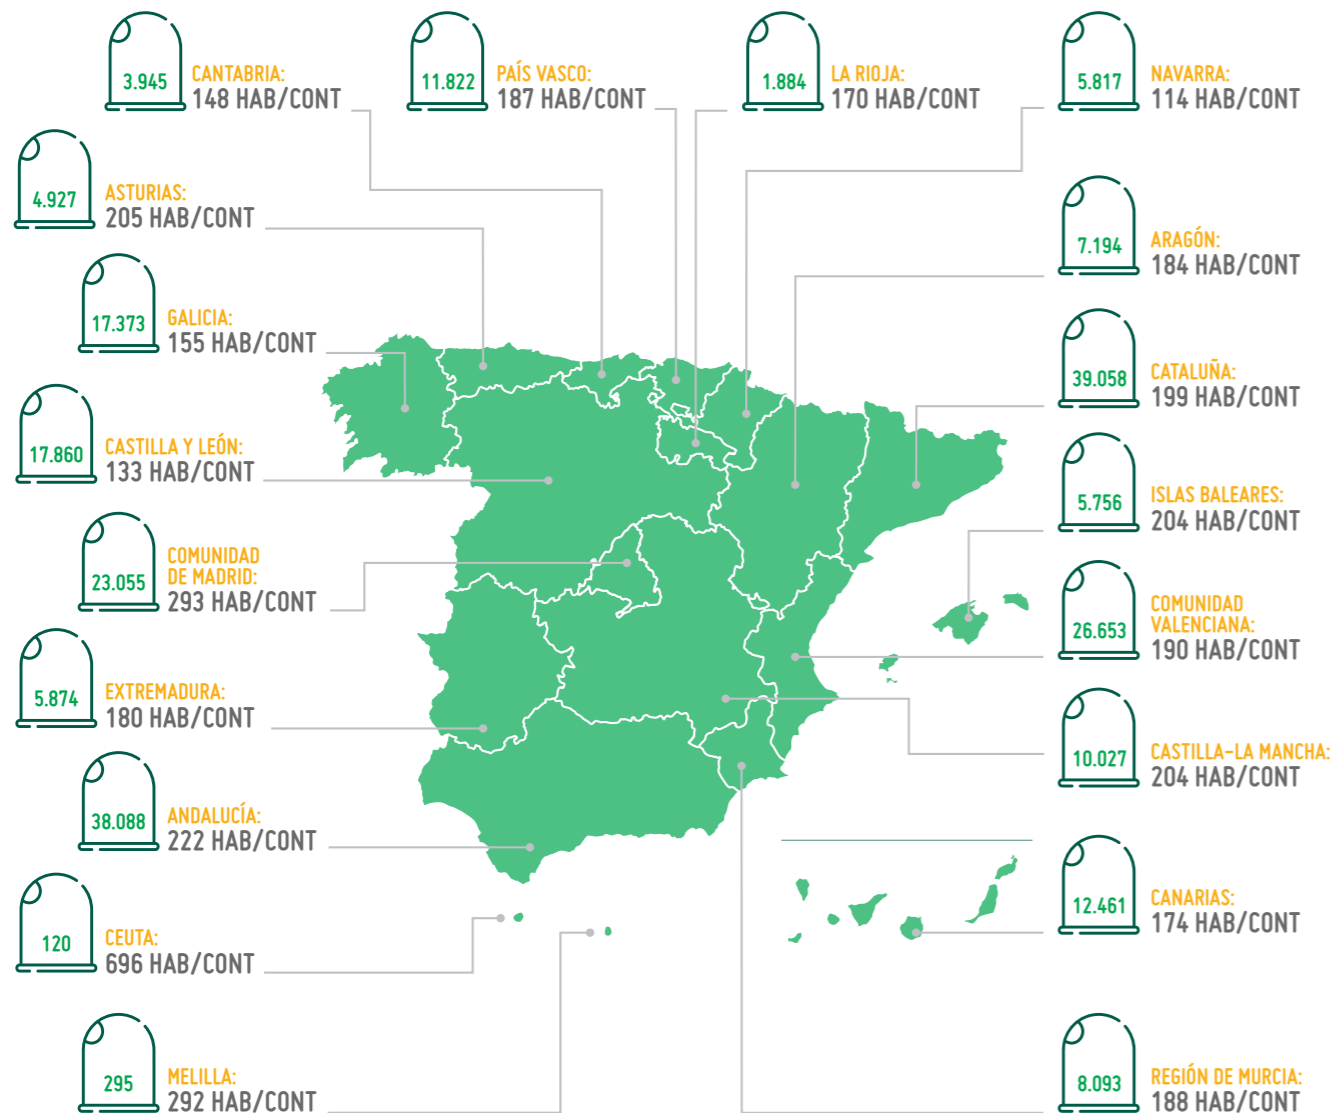 3.945
CANTABRIA:
148 HAB/CONT
11.822
PAÍS VASCO:
187 HAB/CONT
1.884
LA RIOJA:
170 HAB/CONT
5.817
NAVARRA:
114 HAB/CONT
4.927
ASTURIAS:
205 HAB/CONT
7.194
ARAGÓN:
184 HAB/CONT
17.373
GALICIA:
155 HAB/CONT
39.058
CATALUÑA:
199 HAB/CONT
17.860
CASTILLA Y LEÓN:
133 HAB/CONT
5.756
ISLAS BALEARES:
204 HAB/CONT
23.055
COMUNIDAD
DE MADRID:
293 HAB/CONT
26.653
COMUNIDAD
VALENCIANA:
190 HAB/CONT
5.874
EXTREMADURA:
180 HAB/CONT
10.027
CASTILLA-LA MANCHA:
204 HAB/CONT
38.088
ANDALUCÍA:
222 HAB/CONT
12.461
CANARIAS:
174 HAB/CONT
120
CEUTA:
696 HAB/CONT
295
MELILLA:
292 HAB/CONT
8.093
REGIÓN DE MURCIA:
188 HAB/CONT